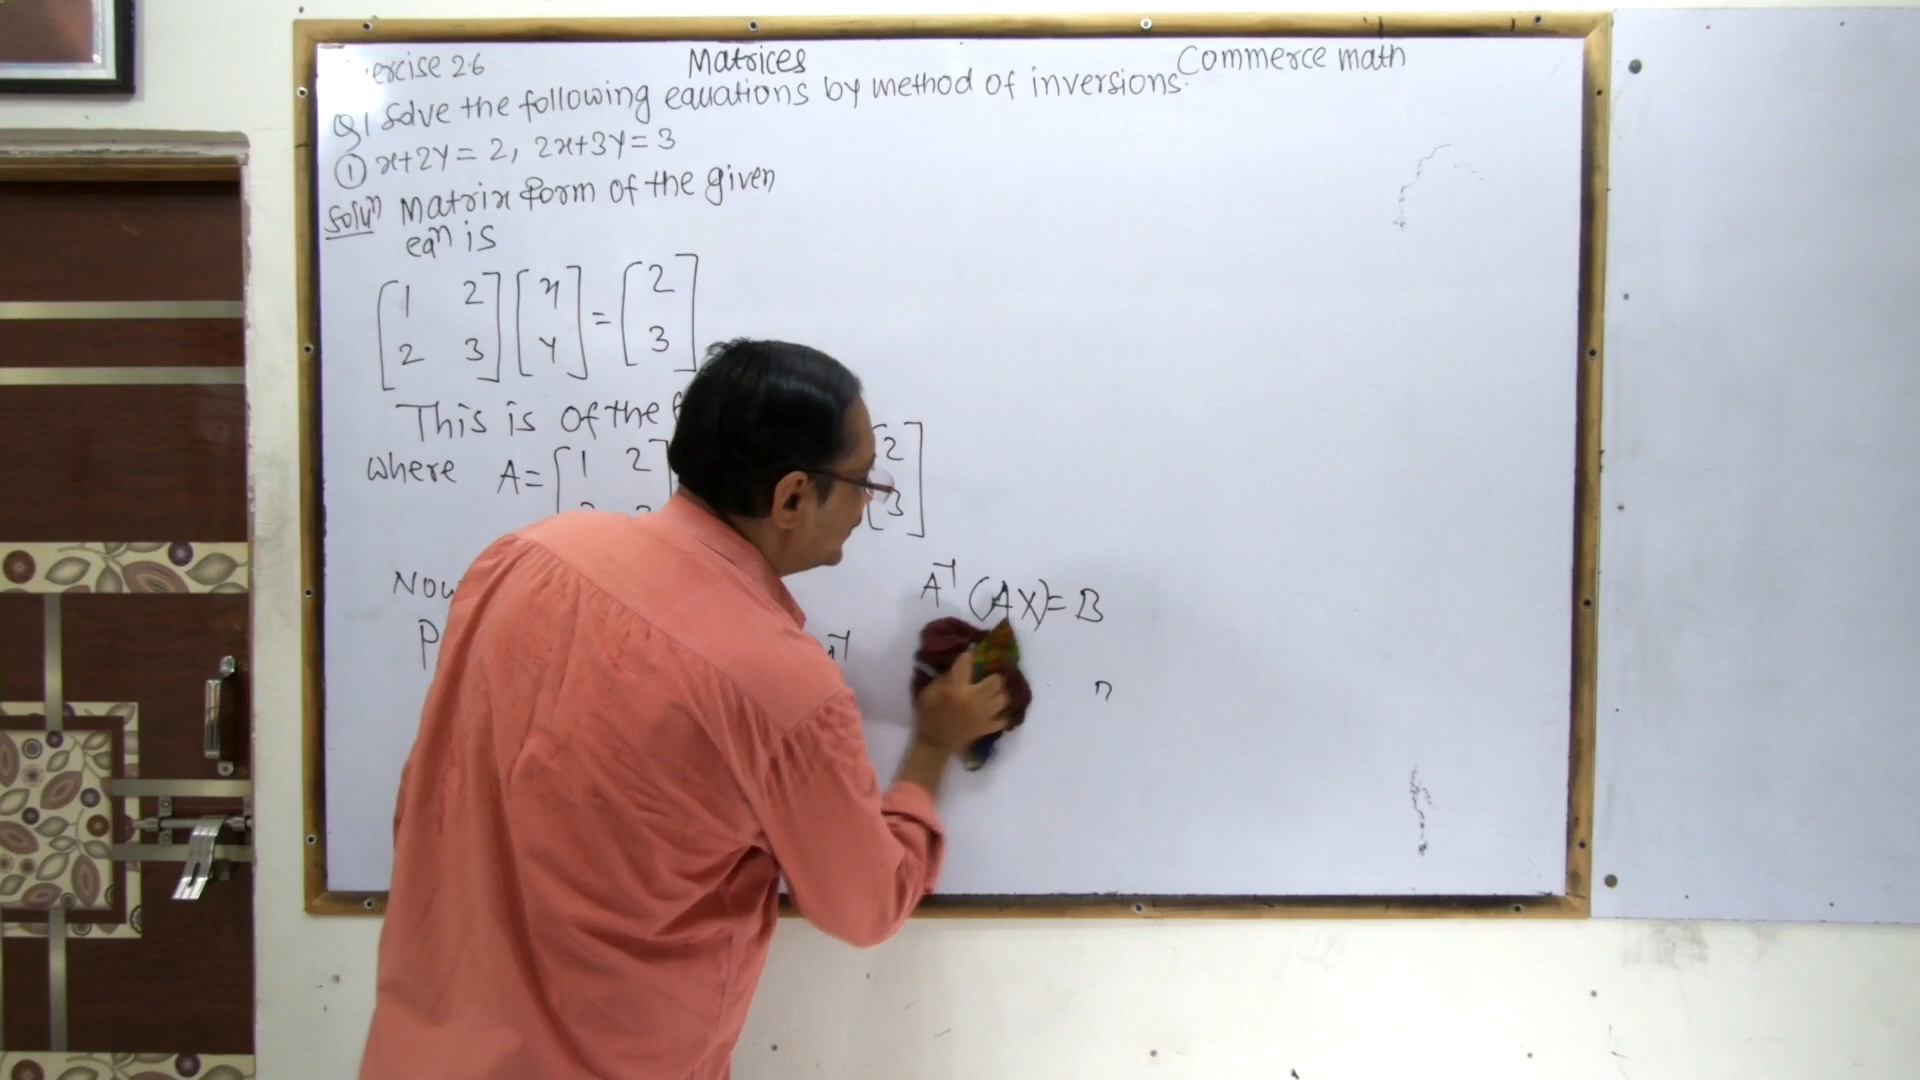 ercise 2.6 Matrices Commerce math
Q1 Solve the following equations by method of inversions.
① x+2y = 2, 2x+3y = 3
Solun Matrix form of the given
eqn is
[1 2 [x = [2
2 3] y] 3]
This is of the
where A = [1 2 2
3]
Now
A⁻¹ (AX) = B